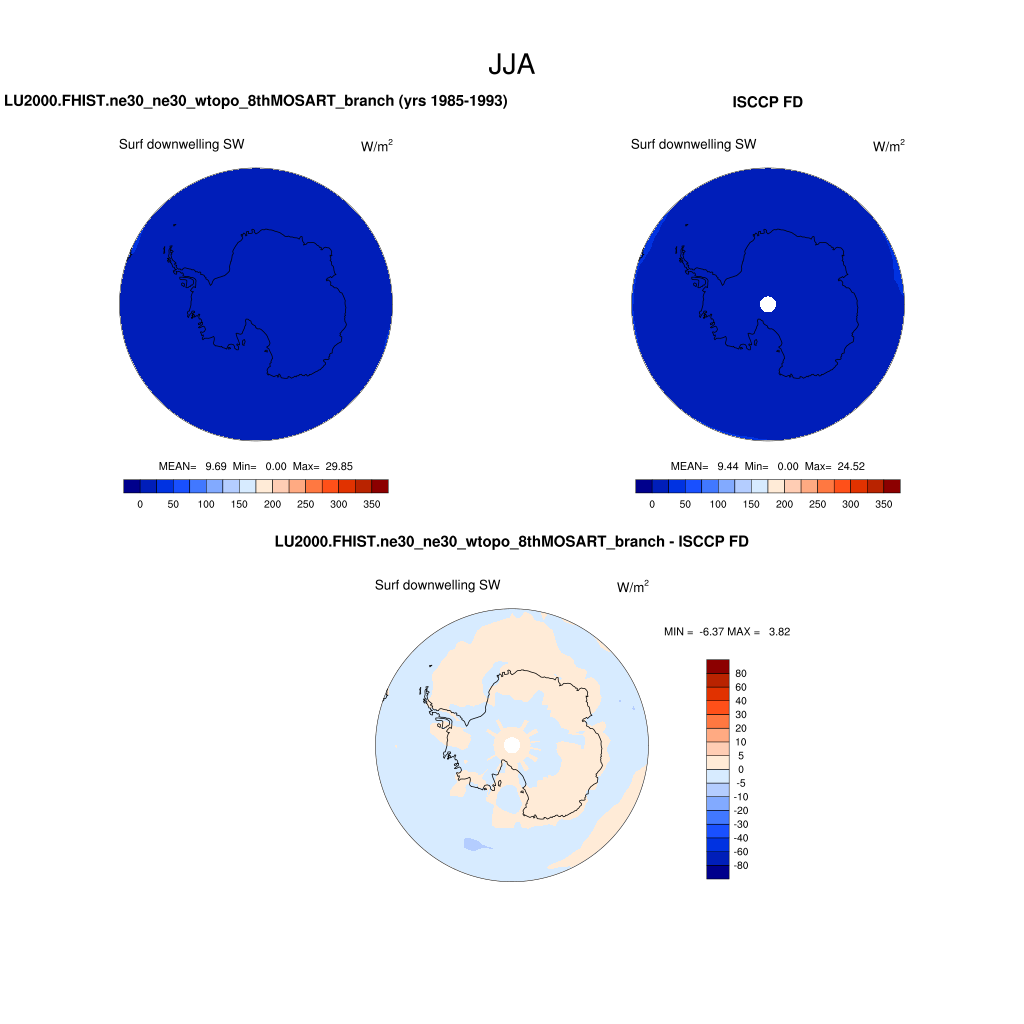 JJA
LU2000.FHIST.ne30_ne30_wtopo_8thMOSART_branch (yrs 1985-1993)
Surf downwelling SW W/m2
MEAN= 9.69 Min= 0.00 Max= 29.85
0 50 100 150 200 250 300 350
ISCCP FD
Surf downwelling SW W/m2
MEAN= 9.44 Min= 0.00 Max= 24.52
0 50 100 150 200 250 300 350
LU2000.FHIST.ne30_ne30_wtopo_8thMOSART_branch - ISCCP FD
Surf downwelling SW W/m2
MIN = -6.37 MAX = 3.82
80
60
40
30
20
10
5
0
-5
-10
-20
-30
-40
-60
-80